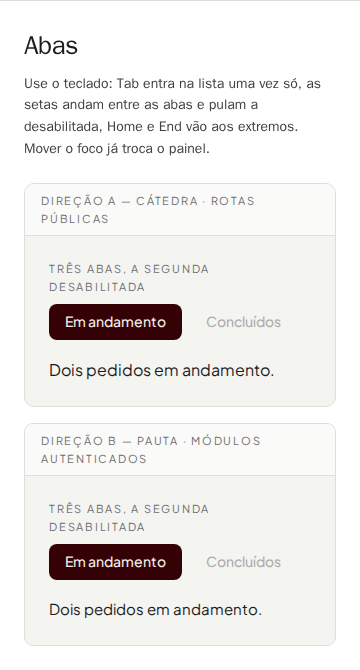 Abas
Use o teclado: Tab entra na lista uma vez só, as
setas andam entre as abas e pulam a
desabilitada, Home e End vão aos extremos.
Mover o foco já troca o painel.
DIREÇÃO A — CÁTEDRA · ROTAS
PÚBLICAS
TRÊS ABAS, A SEGUNDA
DESABILITADA
Em andamento Concluídos
Dois pedidos em andamento.
DIREÇÃO B — PAUTA · MÓDULOS
AUTENTICADOS
TRÊS ABAS, A SEGUNDA
DESABILITADA
Em andamento Concluídos
Dois pedidos em andamento.